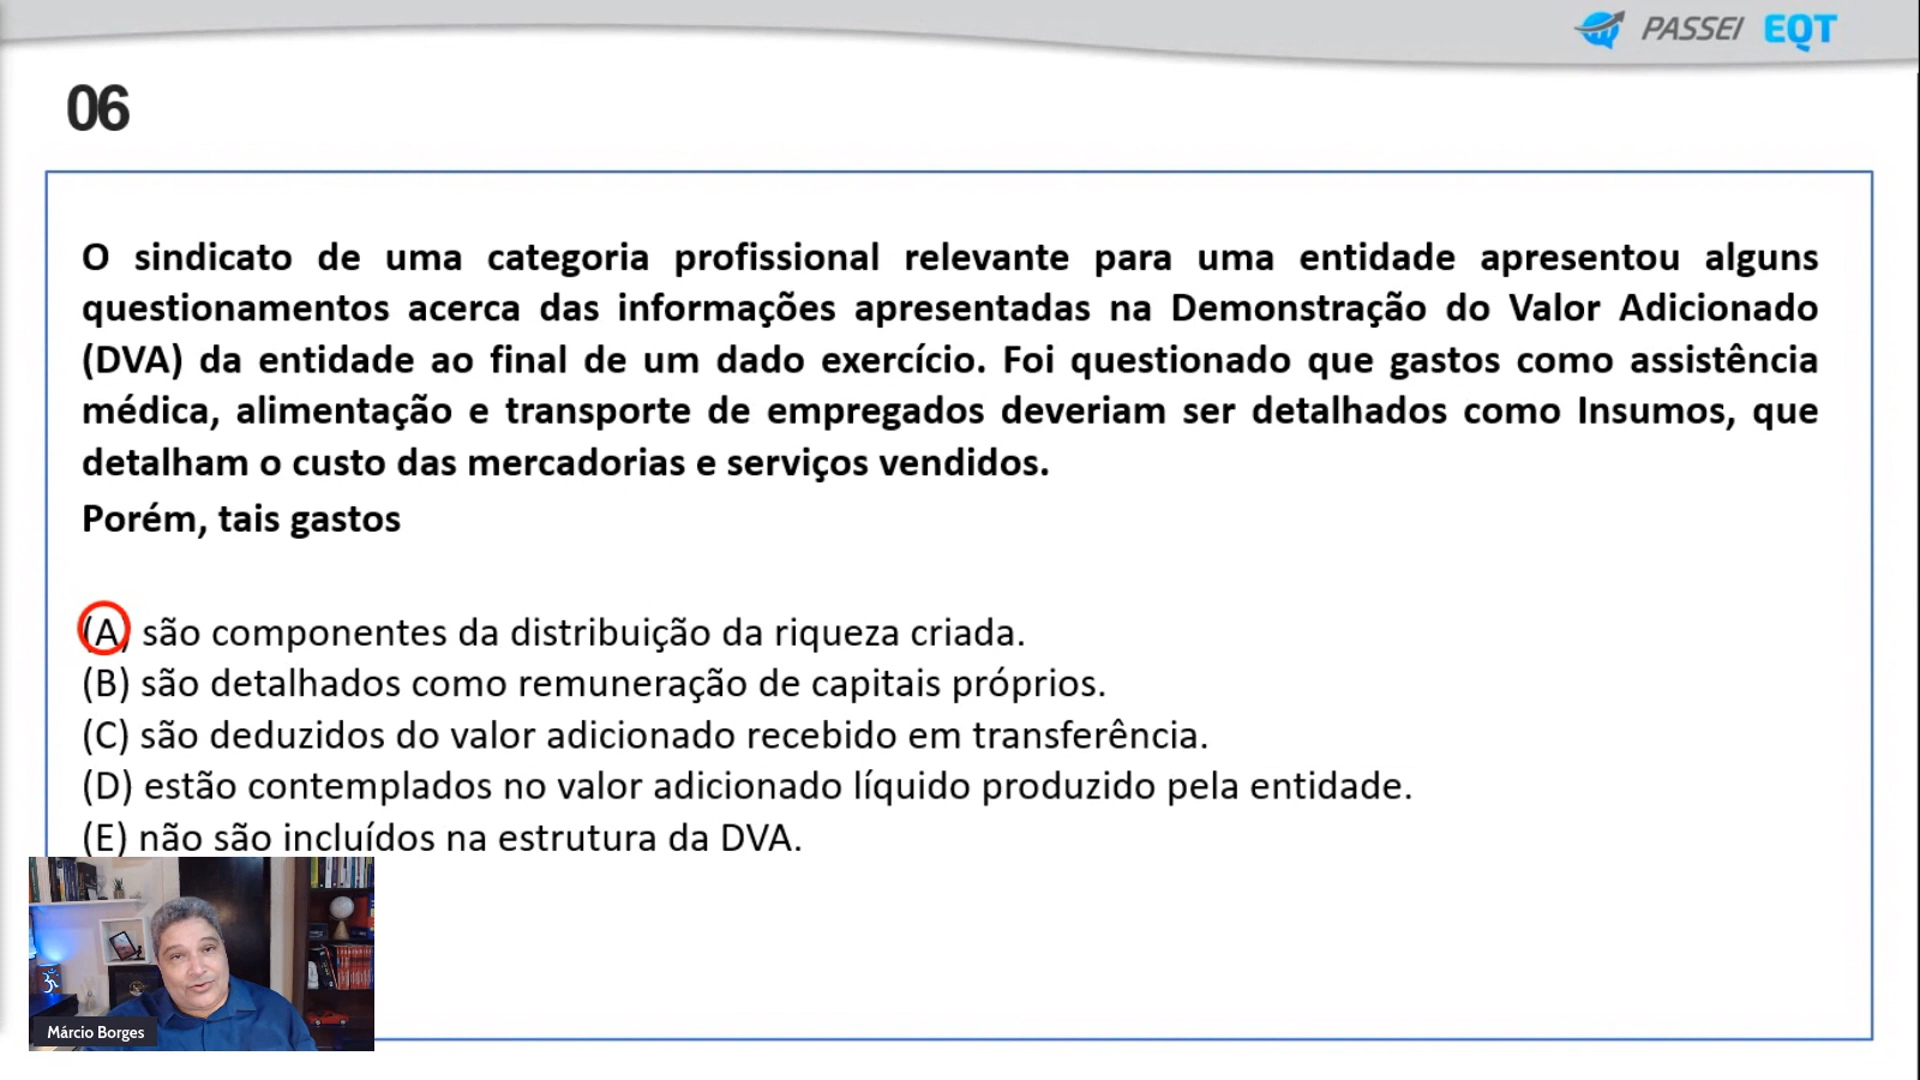 PASSEI EQT
06
O sindicato de uma categoria profissional relevante para uma entidade apresentou alguns
questionamentos acerca das informações apresentadas na Demonstração do Valor Adicionado
(DVA) da entidade ao final de um dado exercício. Foi questionado que gastos como assistência
médica, alimentação e transporte de empregados deveriam ser detalhados como Insumos, que
detalham o custo das mercadorias e serviços vendidos.
Porém, tais gastos
(A) são componentes da distribuição da riqueza criada.
(B) são detalhados como remuneração de capitais próprios.
(C) são deduzidos do valor adicionado recebido em transferência.
(D) estão contemplados no valor adicionado líquido produzido pela entidade.
(E) não são incluídos na estrutura da DVA.
Márcio Borges